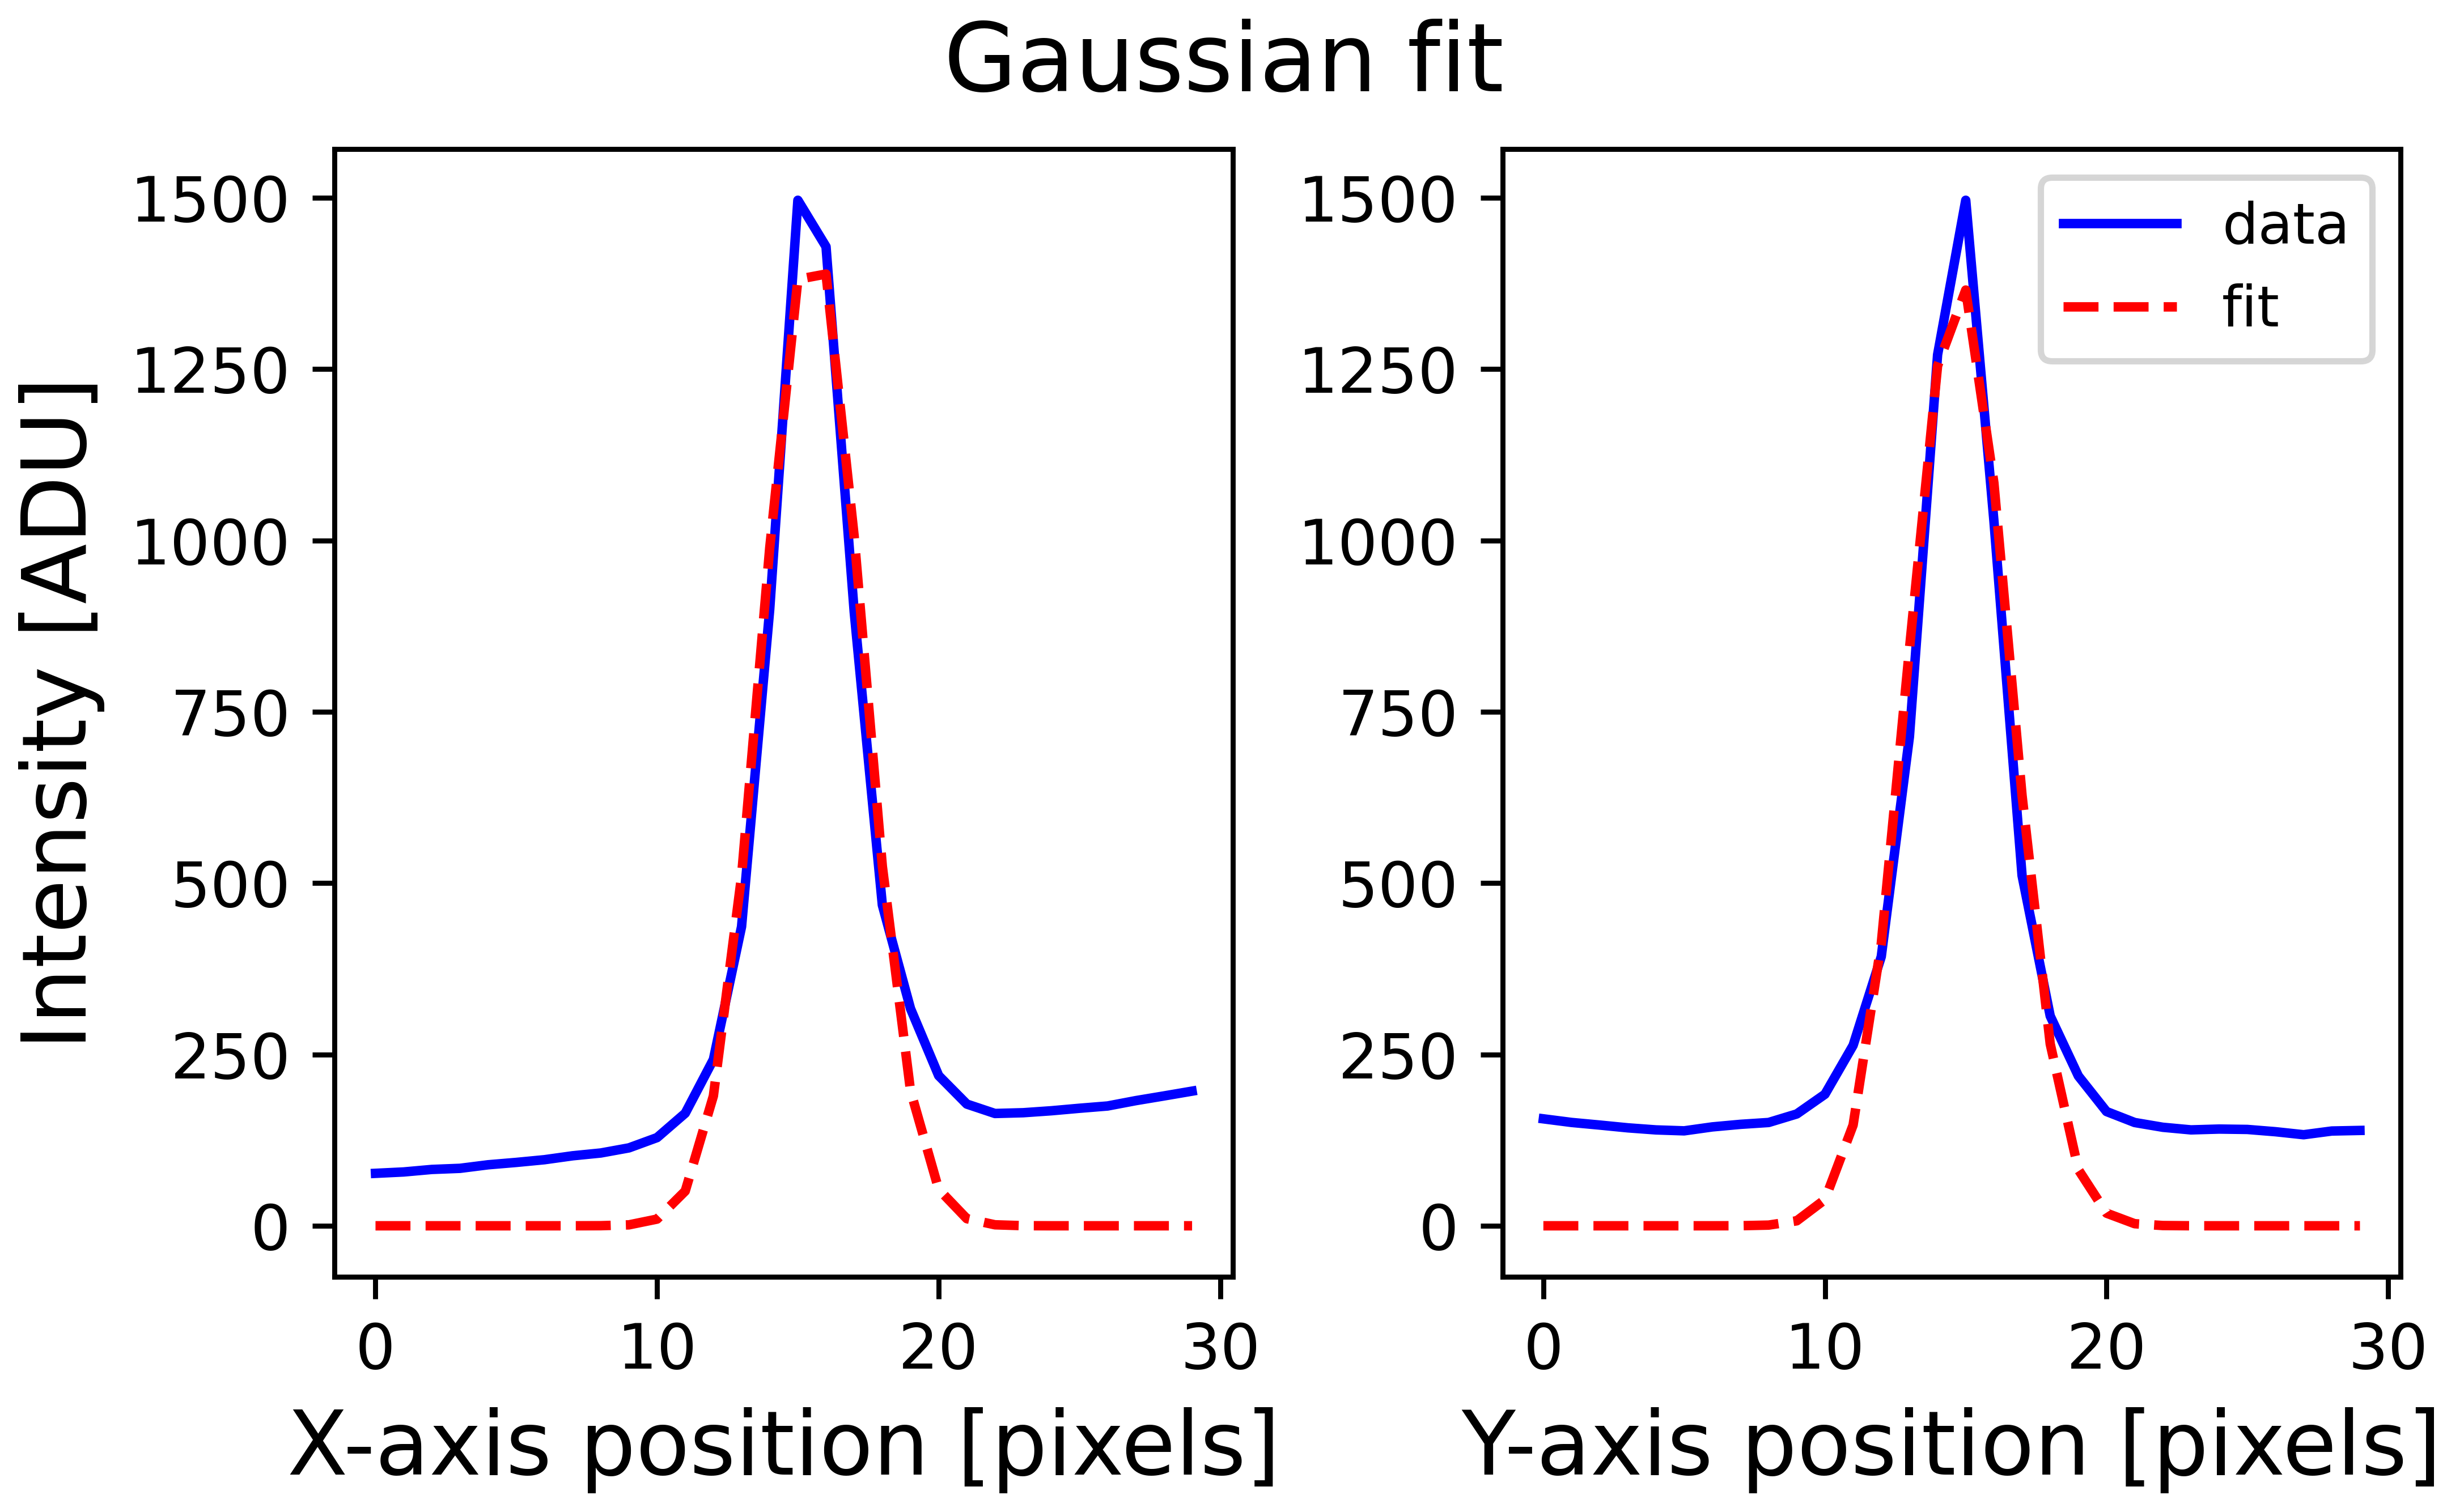 Gaussian fit
Intensity [ADU]
1500
1250
1000
750
500
250
0
0 10 20 30
X-axis position [pixels]
1500
1250
1000
750
500
250
0
0 10 20 30
Y-axis position [pixels]
data
fit